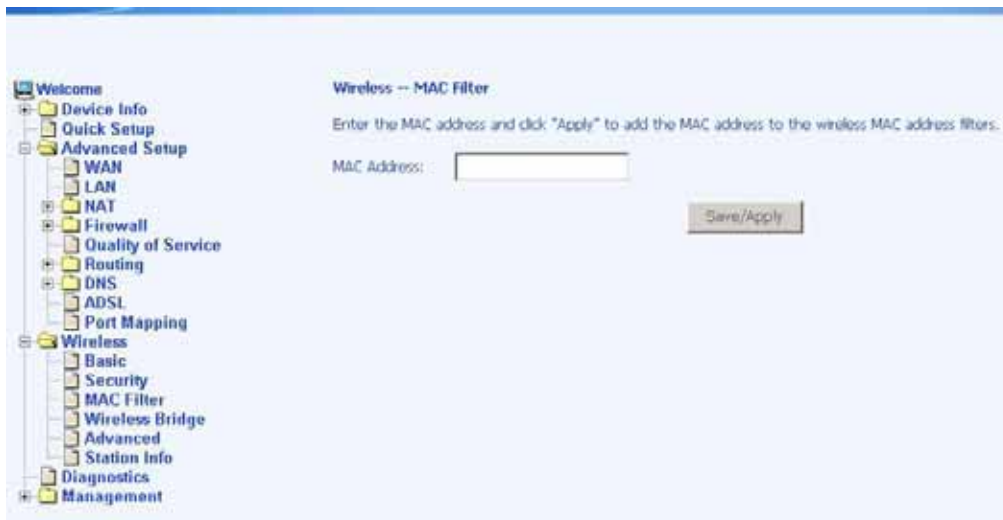 Welcome
Device Info
Quick Setup
Advanced Setup
WAN
LAN
NAT
Firewall
Quality of Service
Routing
DNS
ADSL
Port Mapping
Wireless
Basic
Security
MAC Filter
Wireless Bridge
Advanced
Station Info
Diagnostics
Management
Wireless -- MAC Filter
Enter the MAC address and click "Apply" to add the MAC address to the wireless MAC address filters.
MAC Address:
Save/Apply